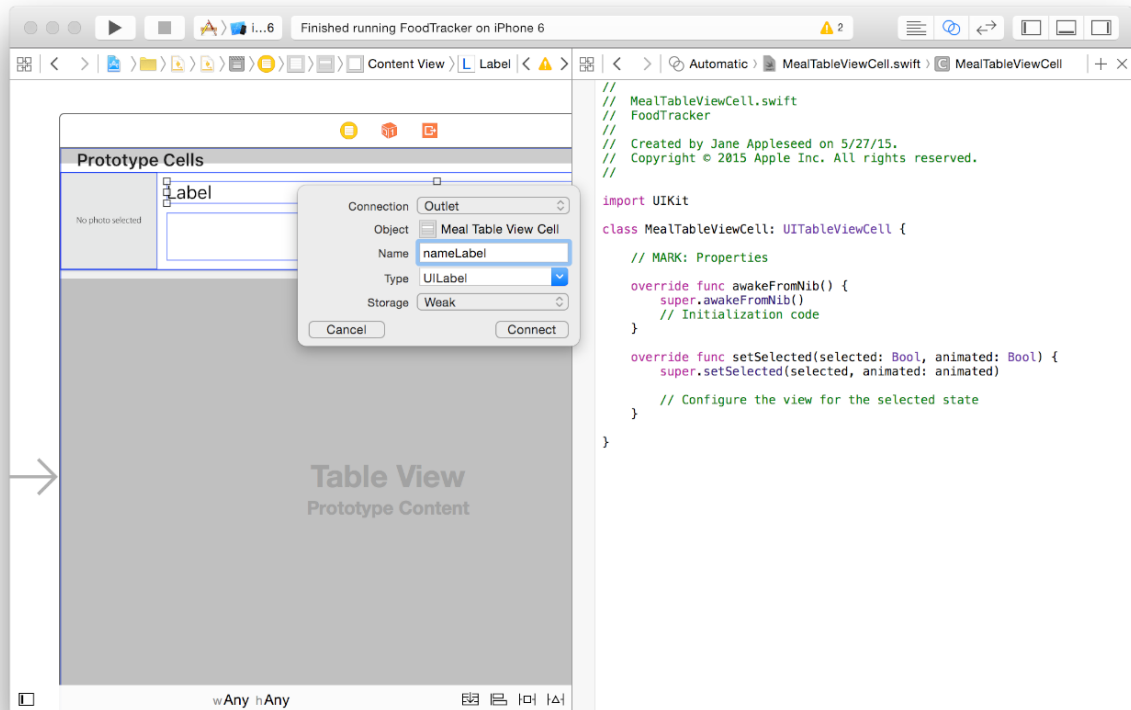 i...6
Finished running FoodTracker on iPhone 6
2
Content View
L Label
Automatic
MealTableViewCell.swift
C MealTableViewCell
Prototype Cells
No photo selected
Label
Connection Outlet
Object Meal Table View Cell
Name nameLabel
Type UILabel
Storage Weak
Cancel
Connect
Table View
Prototype Content
wAny hAny
//
//  MealTableViewCell.swift
//  FoodTracker
//
//  Created by Jane Appleseed on 5/27/15.
//  Copyright © 2015 Apple Inc. All rights reserved.
//
import UIKit
class MealTableViewCell: UITableViewCell {
    // MARK: Properties
    override func awakeFromNib() {
        super.awakeFromNib()
        // Initialization code
    }
    override func setSelected(selected: Bool, animated: Bool) {
        super.setSelected(selected, animated: animated)
        // Configure the view for the selected state
    }
}